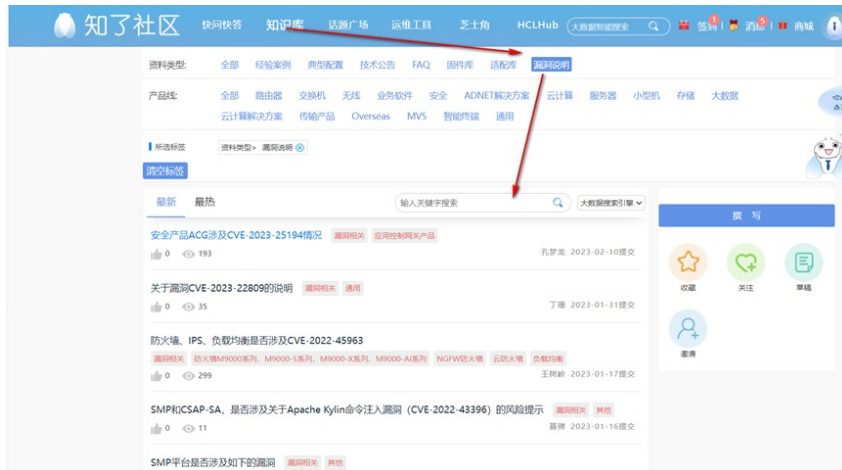 知了社区 快问快答 知识库 话题广场 运维工具 芝士角 HCLHub 大数据智能搜索 签到 1 消息 5 商城
资料类型: 全部 经验案例 典型配置 技术公告 FAQ 固件库 适配库 漏洞说明
产品线: 全部 路由器 交换机 无线 业务软件 安全 ADNET解决方案 云计算 服务器 小型机 存储 大数据
云计算解决方案 传输产品 Overseas MVS 智能终端 通用
所选标签 资料类型> 漏洞说明
清空标签
最新 最热 输入关键字搜索 大数据搜索引擎
撰 写
安全产品ACG涉及CVE-2023-25194情况 漏洞相关 应用控制网关产品
0 193 孔梦龙 2023-02-10提交
关于漏洞CVE-2023-22809的说明 漏洞相关 通用
0 35 丁珊 2023-01-31提交
防火墙、IPS、负载均衡是否涉及CVE-2022-45963
漏洞相关 防火墙M9000系列、M9000-S系列、M9000-X系列、M9000-AI系列 NGFW防火墙 云防火墙 负载均衡
0 299 王树岭 2023-01-17提交
SMP和CSAP-SA，是否涉及关于Apache Kylin命令注入漏洞（CVE-2022-43396）的风险提示 漏洞相关 其他
0 11 2023-01-16提交
SMP平台是否涉及如下的漏洞 漏洞相关 其他
收藏 关注 草稿
邀请